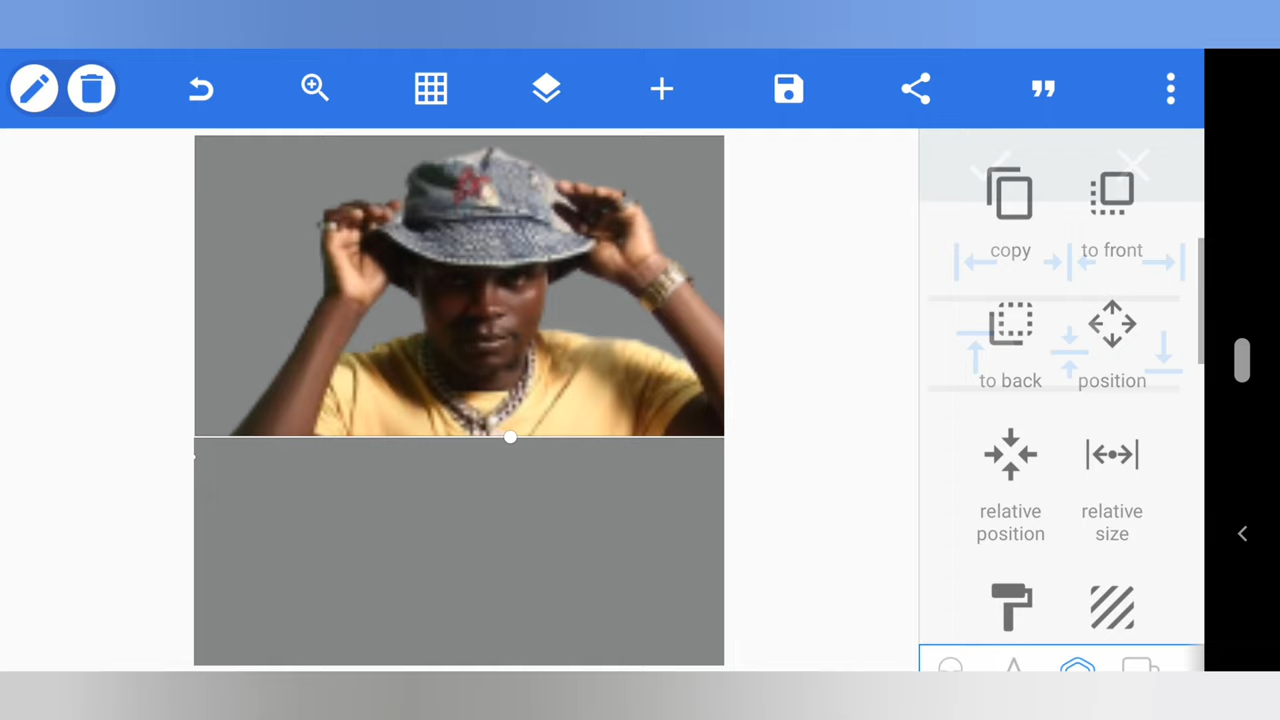 copy
to front
to back
position
relative
position
relative
size